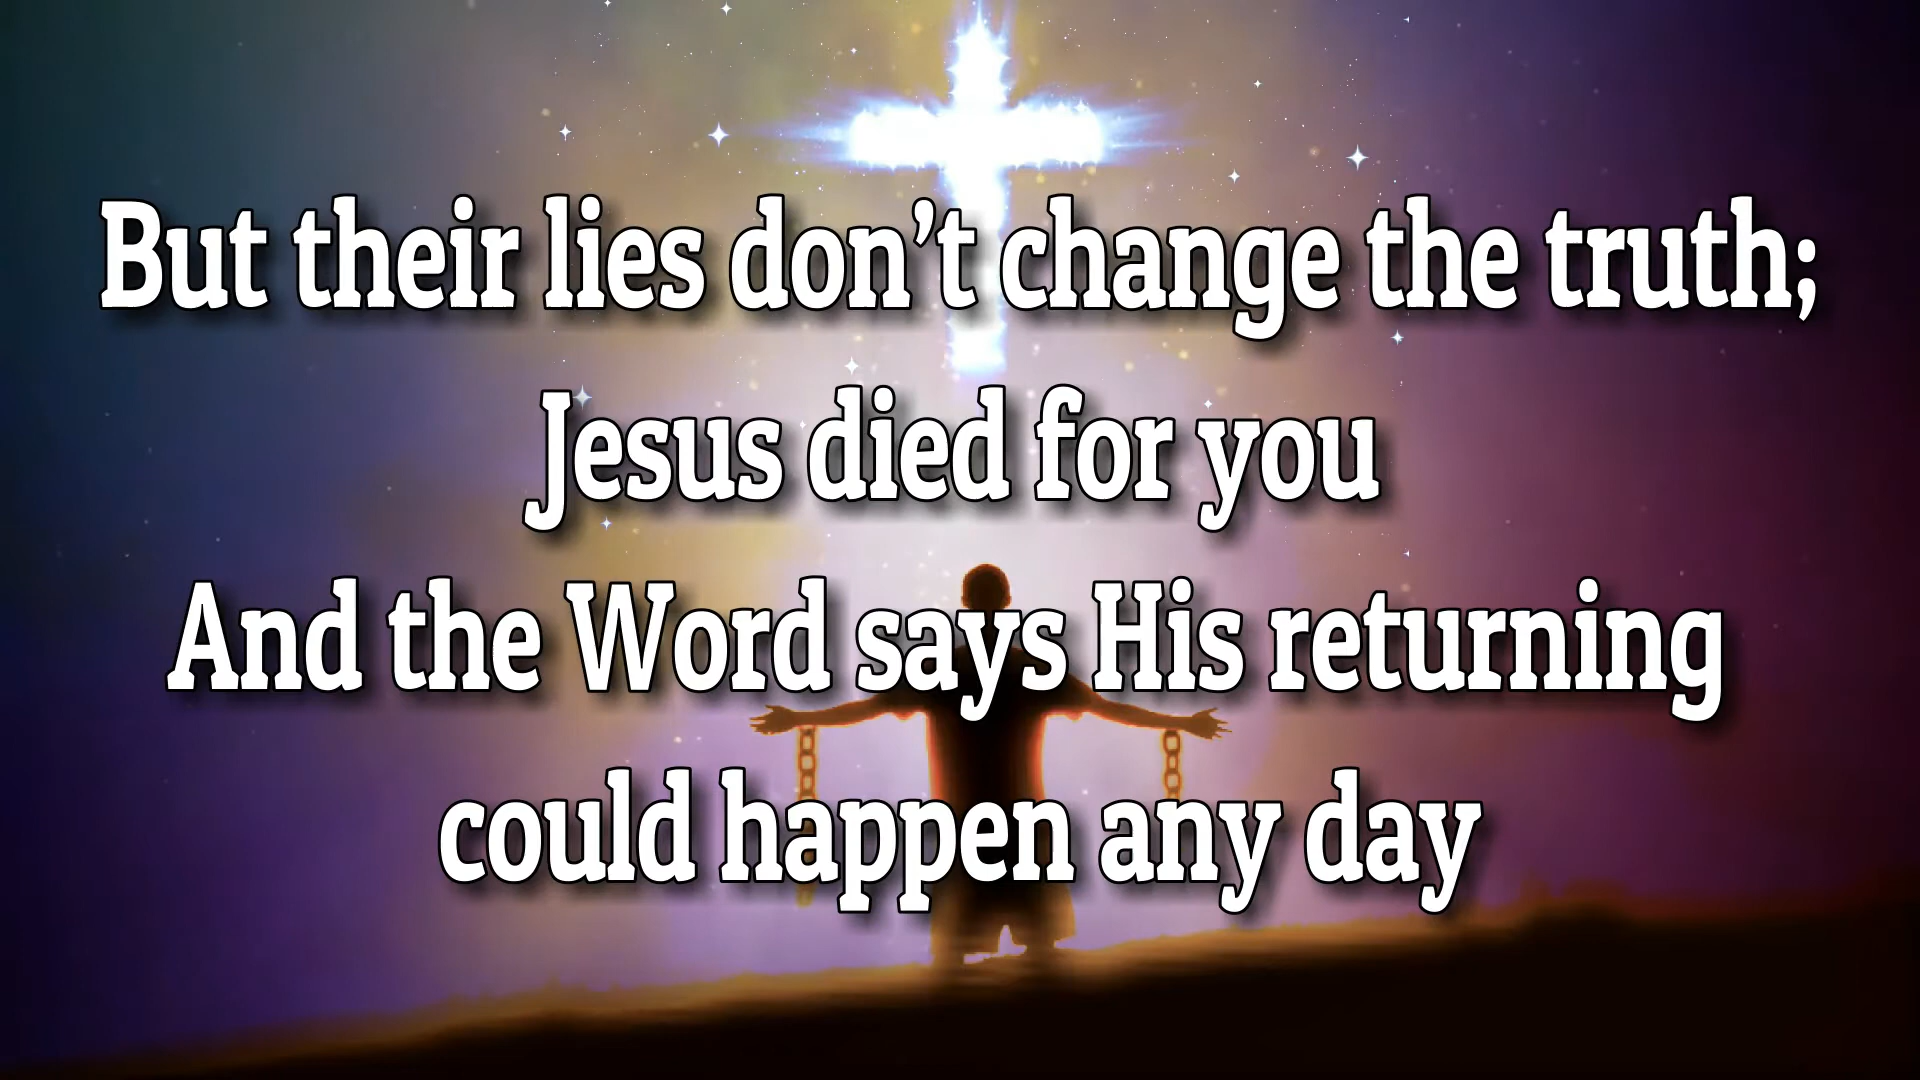 But their lies don’t change the truth;
Jesus died for you
And the Word says His returning
could happen any day